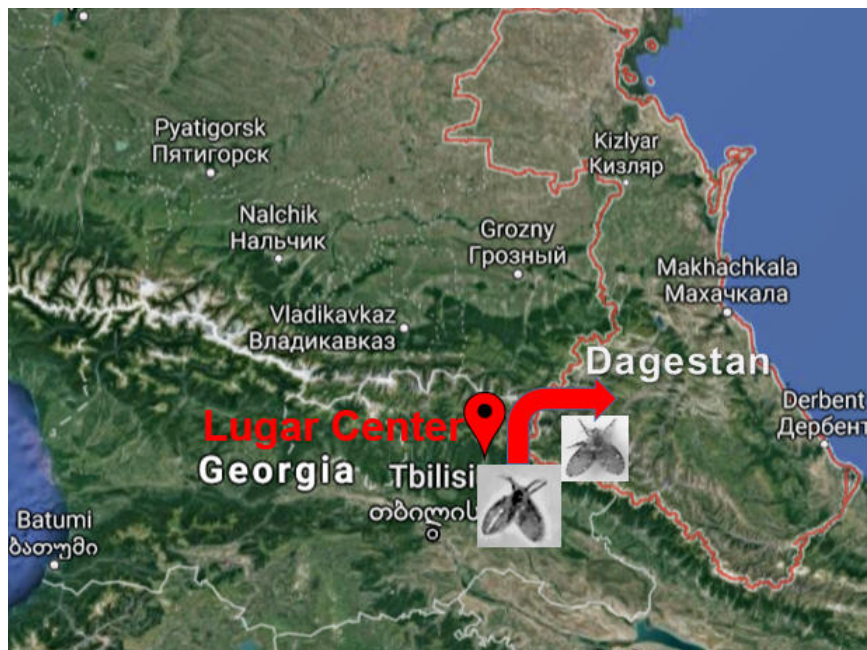 Pyatigorsk
Пятигорск
Kizlyar
Кизляр
Nalchik
Нальчик
Grozny
Грозный
Makhachkala
Махачкала
Vladikavkaz
Владикавказ
Dagestan
Derbent
Дербент
Lugar Center
Georgia
Tbilisi
Batumi
ბათუმი